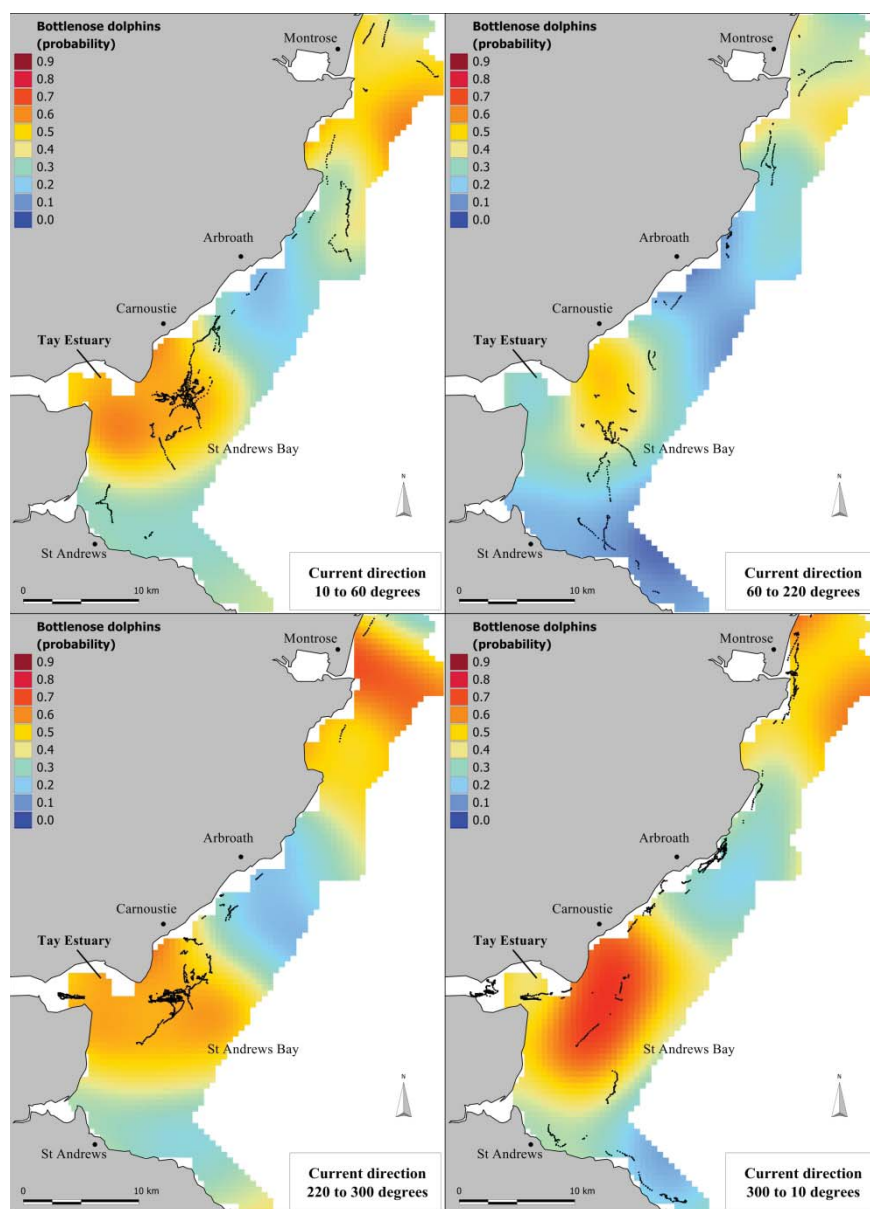 Bottlenose dolphins
(probability)
0.9
0.8
0.7
0.6
0.5
0.4
0.3
0.2
0.1
0.0
Montrose
Arbroath
Carnoustie
Tay Estuary
St Andrews Bay
St Andrews
N
0 10 km
Current direction
10 to 60 degrees
Bottlenose dolphins
(probability)
0.9
0.8
0.7
0.6
0.5
0.4
0.3
0.2
0.1
0.0
Montrose
Arbroath
Carnoustie
Tay Estuary
St Andrews Bay
St Andrews
N
0 10 km
Current direction
60 to 220 degrees
Bottlenose dolphins
(probability)
0.9
0.8
0.7
0.6
0.5
0.4
0.3
0.2
0.1
0.0
Montrose
Arbroath
Carnoustie
Tay Estuary
St Andrews Bay
St Andrews
N
0 10 km
Current direction
220 to 300 degrees
Bottlenose dolphins
(probability)
0.9
0.8
0.7
0.6
0.5
0.4
0.3
0.2
0.1
0.0
Montrose
Arbroath
Carnoustie
Tay Estuary
St Andrews Bay
St Andrews
N
0 10 km
Current direction
300 to 10 degrees